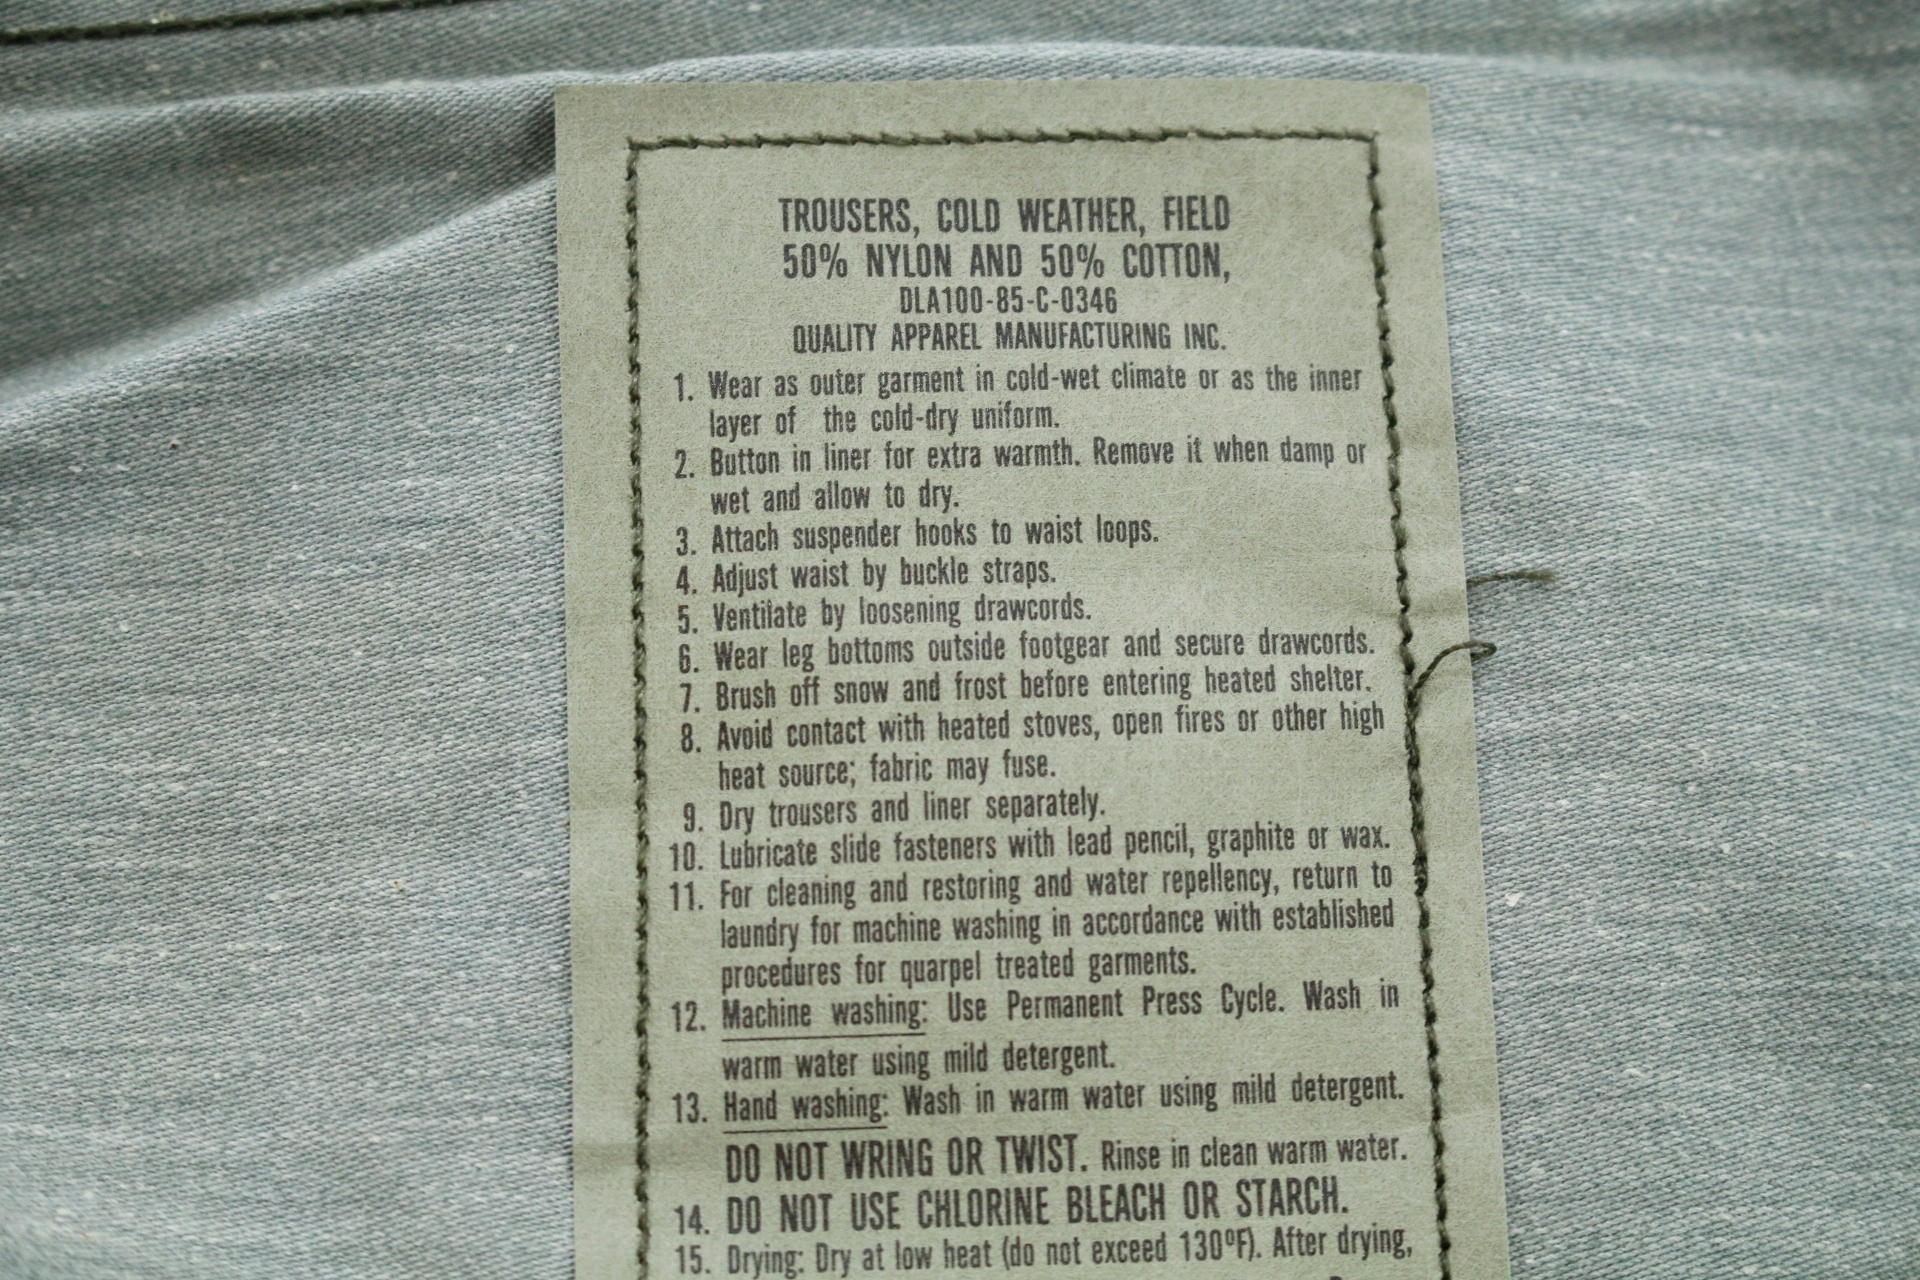 TROUSERS, COLD WEATHER, FIELD
50% NYLON AND 50% COTTON,
DLA100-85-C-0346
QUALITY APPAREL MANUFACTURING INC.
1. Wear as outer garment in cold-wet climate or as the inner
layer of the cold-dry uniform.
2. Button in liner for extra warmth. Remove it when damp or
wet and allow to dry.
3. Attach suspender hooks to waist loops.
4. Adjust waist by buckle straps.
5. Ventilate by loosening drawcords.
6. Wear leg bottoms outside footgear and secure drawcords.
7. Brush off snow and frost before entering heated shelter.
8. Avoid contact with heated stoves, open fires or other high
heat source; fabric may fuse.
9. Dry trousers and liner separately.
10. Lubricate slide fasteners with lead pencil, graphite or wax.
11. For cleaning and restoring and water repellency, return to
laundry for machine washing in accordance with established
procedures for quarpel treated garments.
12. Machine washing: Use Permanent Press Cycle. Wash in
warm water using mild detergent.
13. Hand washing: Wash in warm water using mild detergent.
DO NOT WRING OR TWIST. Rinse in clean warm water.
14. DO NOT USE CHLORINE BLEACH OR STARCH.
15. Drying: Dry at low heat (do not exceed 130ºF). After drying,